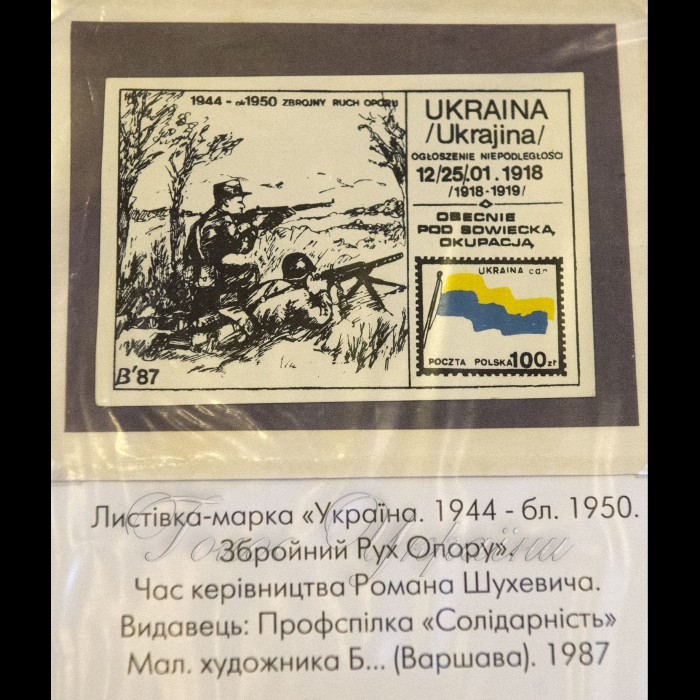 1944 - ok 1950 ZBROJNY RUCH OPORU
B'87
UKRAINA
/Ukrajina/
OGŁOSZENIE NIEPODLEGŁOŚCI
12/25/.01.1918
/1918-1919/
OBECNIE
POD SOWIECKĄ
OKUPACJĄ
UKRAINA c.d.n
POCZTA POLSKA 100 zł
Листівка-марка «Україна. 1944 - бл. 1950.
Збройний Рух Опору».
Час керівництва Романа Шухевича.
Видавець: Профспілка «Солідарність»
Мал. художника Б... (Варшава). 1987